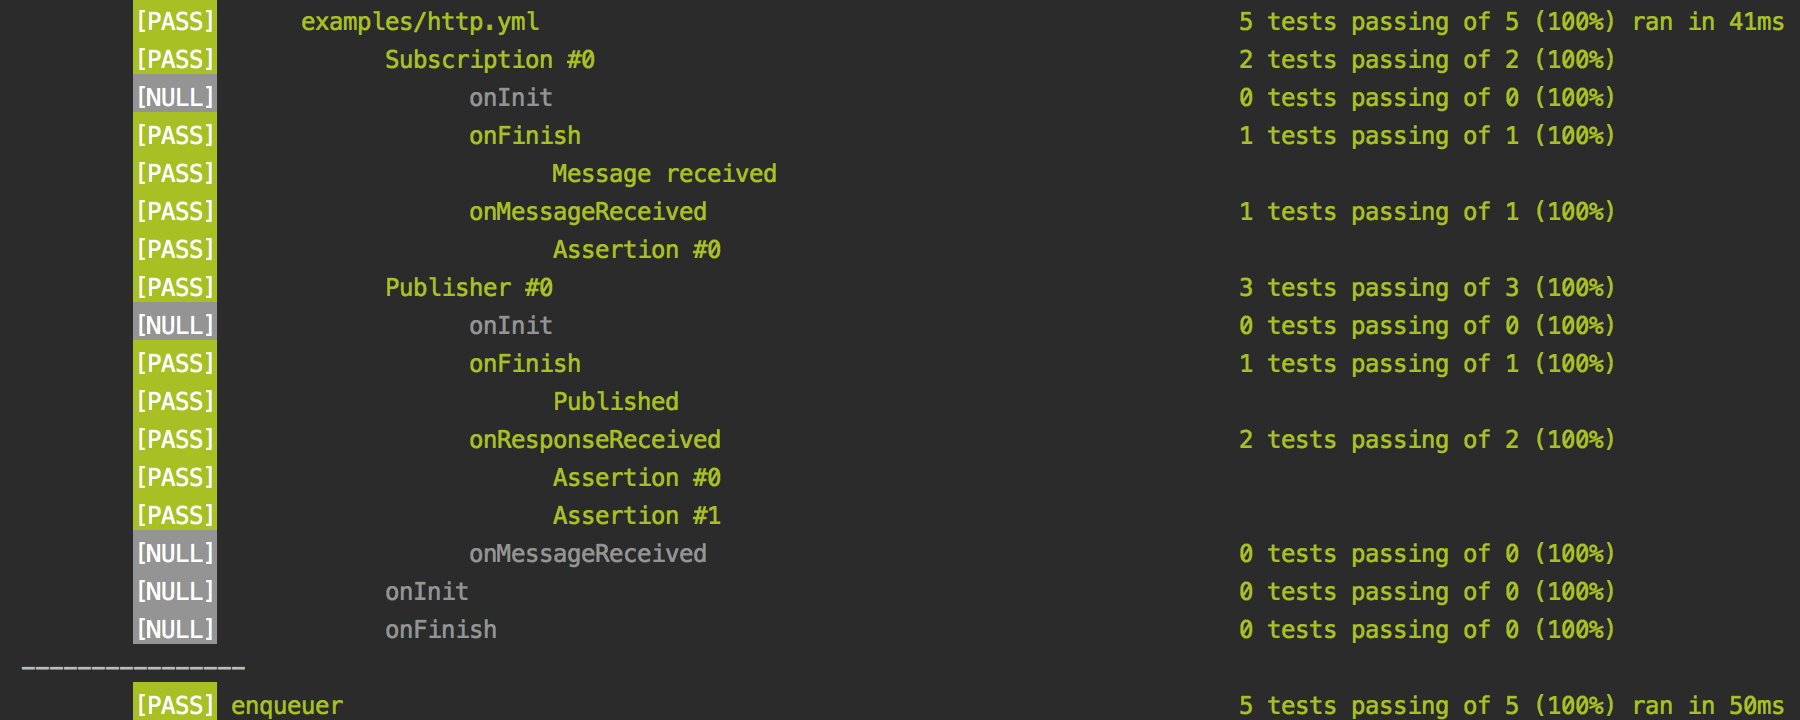 [PASS] examples/http.yml 5 tests passing of 5 (100%) ran in 41ms
[PASS] Subscription #0 2 tests passing of 2 (100%)
[NULL] onInit 0 tests passing of 0 (100%)
[PASS] onFinish 1 tests passing of 1 (100%)
[PASS] Message received
[PASS] onMessageReceived 1 tests passing of 1 (100%)
[PASS] Assertion #0
[PASS] Publisher #0 3 tests passing of 3 (100%)
[NULL] onInit 0 tests passing of 0 (100%)
[PASS] onFinish 1 tests passing of 1 (100%)
[PASS] Published
[PASS] onResponseReceived 2 tests passing of 2 (100%)
[PASS] Assertion #0
[PASS] Assertion #1
[NULL] onMessageReceived 0 tests passing of 0 (100%)
[NULL] onInit 0 tests passing of 0 (100%)
[NULL] onFinish 0 tests passing of 0 (100%)
----------------
[PASS] enqueuer 5 tests passing of 5 (100%) ran in 50ms